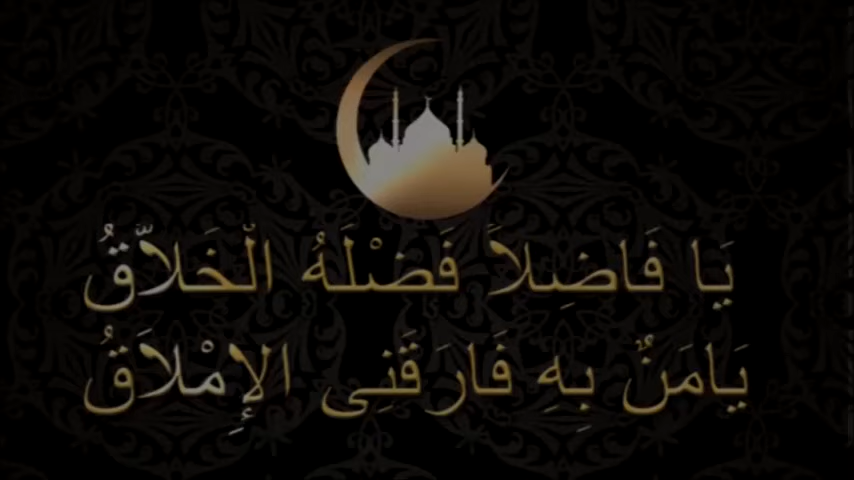 يَا فَاضِلاَ فَضْلَهُ الّخَلاّقُ
يَامَنٌ بِهِ فَارَقَنِى الإِمْلاَقُ